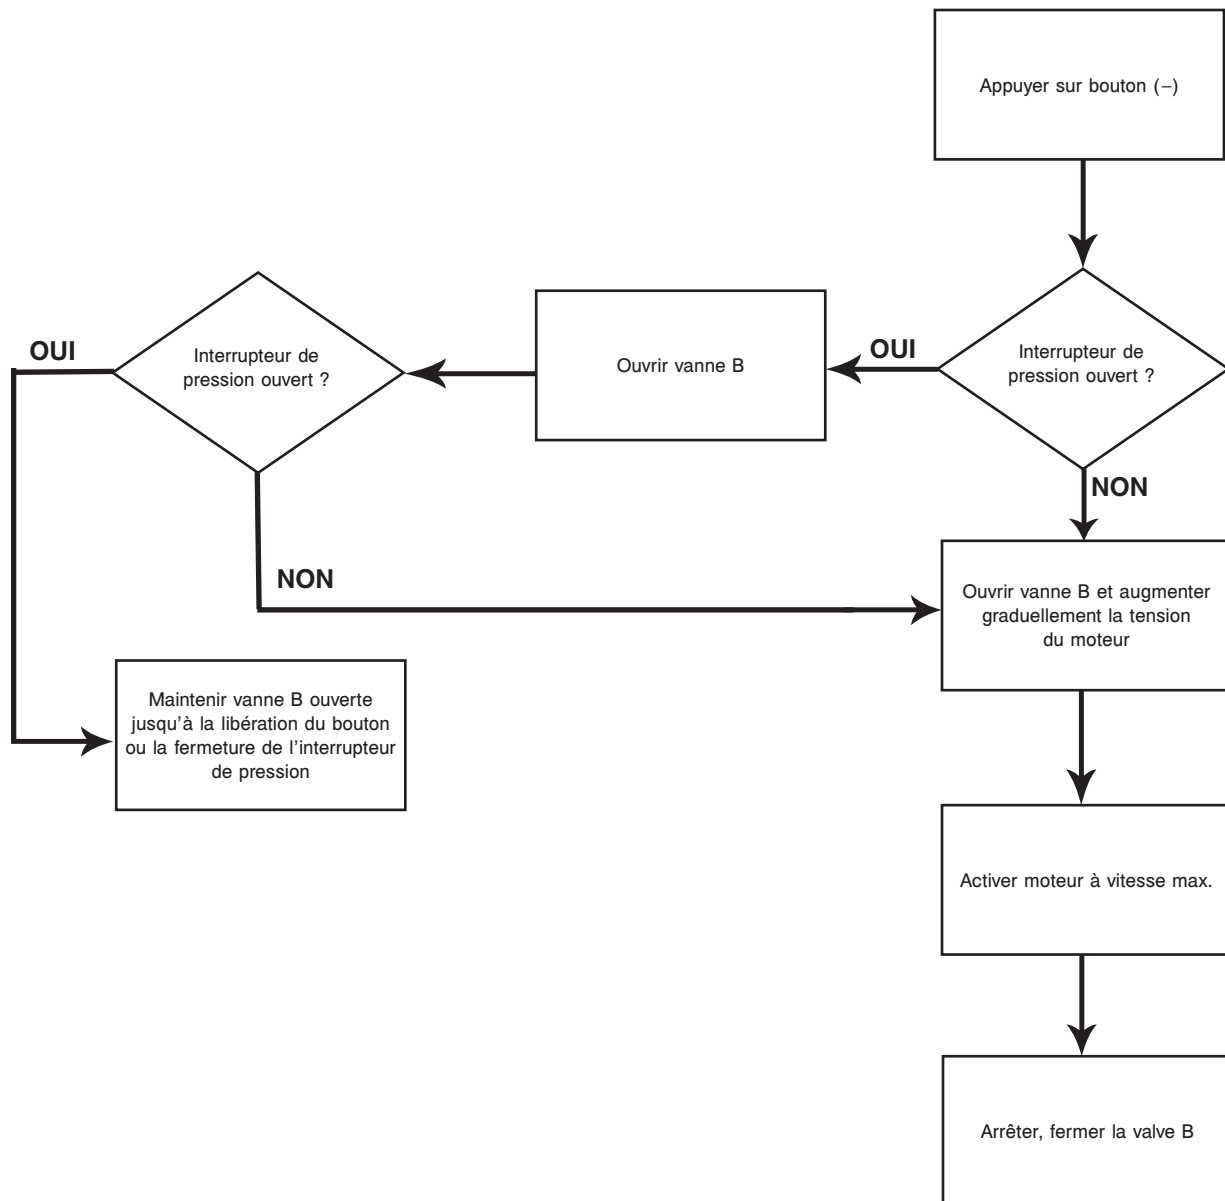 Appuyer sur bouton (–)
Interrupteur de
pression ouvert ?
OUI
Ouvrir vanne B
Interrupteur de
pression ouvert ?
OUI
NON
NON
Ouvrir vanne B et augmenter
graduellement la tension
du moteur
Maintenir vanne B ouverte
jusqu’à la libération du bouton
ou la fermeture de l’interrupteur
de pression
Activer moteur à vitesse max.
Arrêter, fermer la valve B